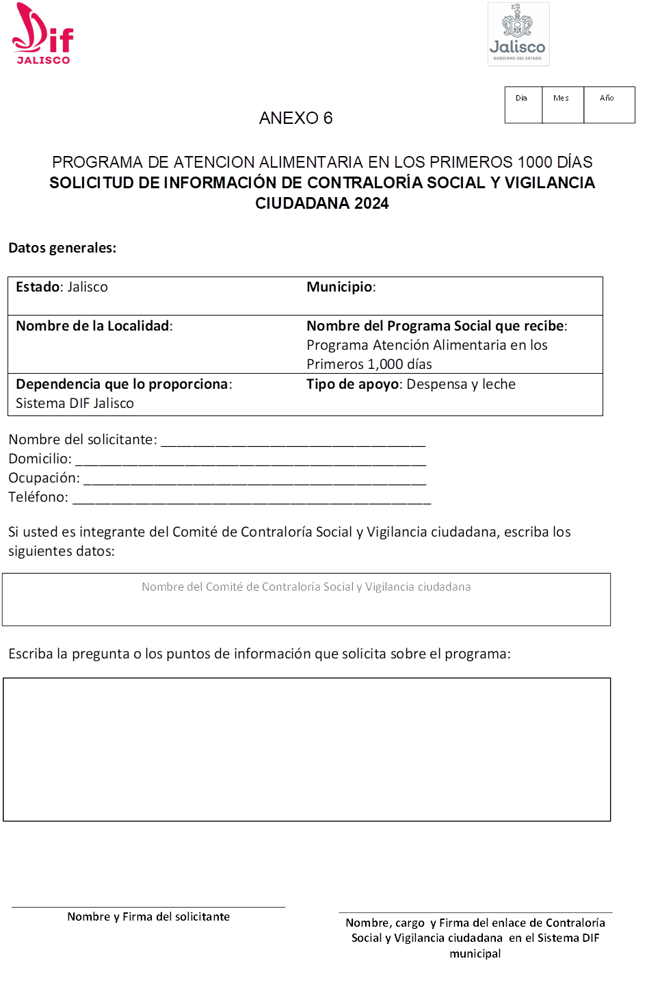 Dif
JALISCO
Jalisco
GOBIERNO DEL ESTADO
Día Mes Año
ANEXO 6
PROGRAMA DE ATENCION ALIMENTARIA EN LOS PRIMEROS 1000 DÍAS
SOLICITUD DE INFORMACIÓN DE CONTRALORÍA SOCIAL Y VIGILANCIA
CIUDADANA 2024
Datos generales:
Estado: Jalisco
Municipio:
Nombre de la Localidad:
Nombre del Programa Social que recibe:
Programa Atención Alimentaria en los
Primeros 1,000 días
Dependencia que lo proporciona:
Sistema DIF Jalisco
Tipo de apoyo: Despensa y leche
Nombre del solicitante: ___________________________________
Domicilio: ______________________________________________
Ocupación: _____________________________________________
Teléfono: _______________________________________________
Si usted es integrante del Comité de Contraloría Social y Vigilancia ciudadana, escriba los
siguientes datos:
Nombre del Comité de Contraloría Social y Vigilancia ciudadana
Escriba la pregunta o los puntos de información que solicita sobre el programa:
Nombre y Firma del solicitante
Nombre, cargo y Firma del enlace de Contraloría
Social y Vigilancia ciudadana en el Sistema DIF
municipal